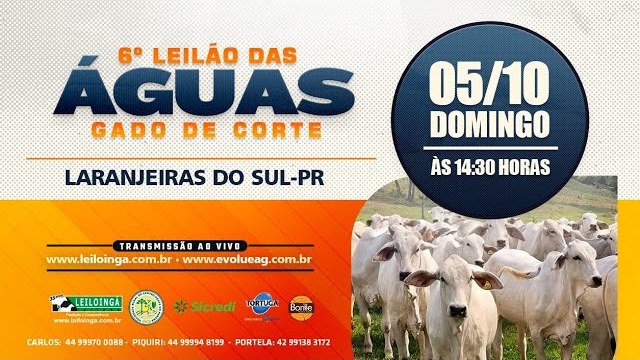 6º LEILÃO DAS
ÁGUAS
GADO DE CORTE
LARANJEIRAS DO SUL-PR
05/10
DOMINGO
ÀS 14:30 HORAS
TRANSMISSÃO AO VIVO
www.leiloinga.com.br • www.evolueag.com.br
LEILOINGA
www.leiloinga.com.br
Sicredi
TORTUGA
Bonile
CARLOS: 44 99970 0088 - PIQUIRI: 44 99994 8199 - PORTELA: 42 99138 3172